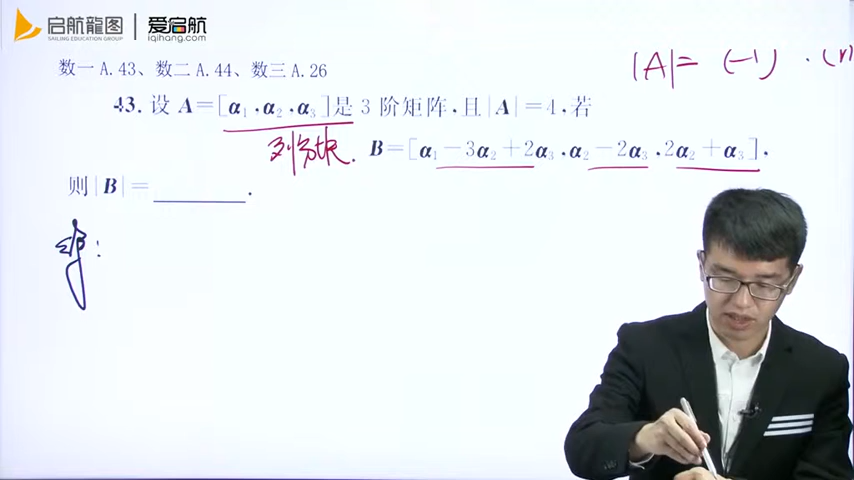 启航龍图 爱启航
SAILING EDUCATION GROUP iqihang.com
数一 A.43、数二 A.44、数三 A.26
|A|= (-1) ·
43. 设 A=[α₁,α₂,α₃]是 3 阶矩阵,且|A|=4,若
列分块.
B=[α₁-3α₂+2α₃,α₂-2α₃,2α₂+α₃],
则|B|=________.
解: